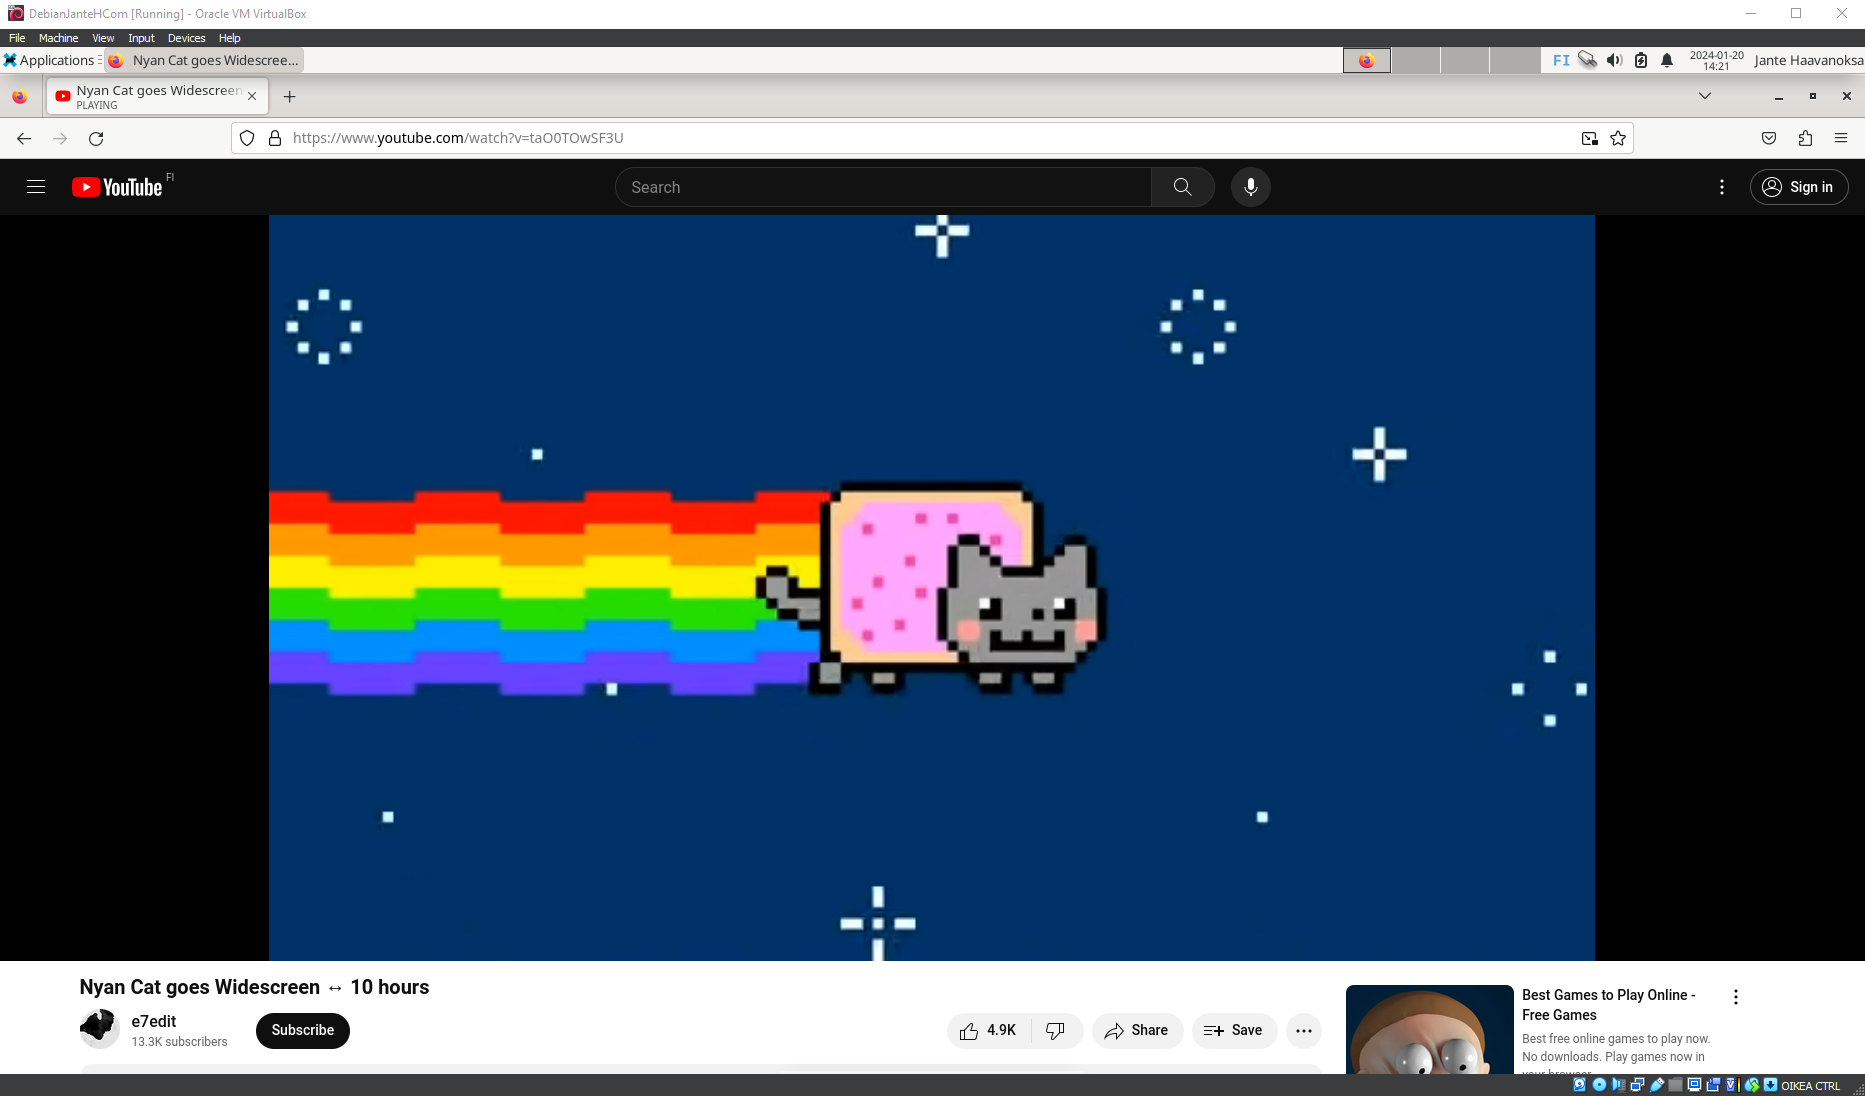 DebianJanteHCom [Running] - Oracle VM VirtualBox
File Machine View Input Devices Help
Applications Nyan Cat goes Widescree... FI 2024-01-20 14:21 Jante Haavanoksa
Nyan Cat goes Widescreen
PLAYING
https://www.youtube.com/watch?v=taO0TOwSF3U
YouTube FI Search Sign in
Nyan Cat goes Widescreen ↔ 10 hours
e7edit
13.3K subscribers
Subscribe
4.9K Share Save
Best Games to Play Online -
Free Games
Best free online games to play now.
No downloads. Play games now in
your browser
OIKEA CTRL